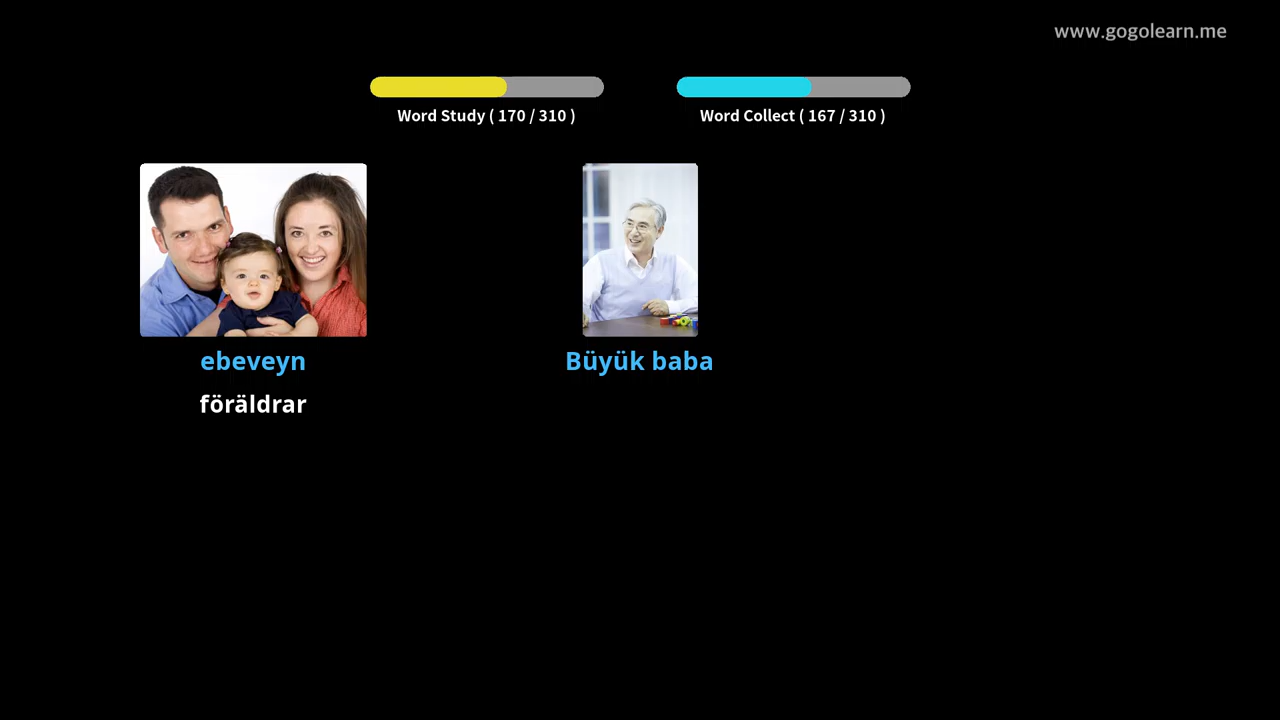 www.gogolearn.me
Word Study ( 170 / 310 )
Word Collect ( 167 / 310 )
ebeveyn
Büyük baba
föräldrar